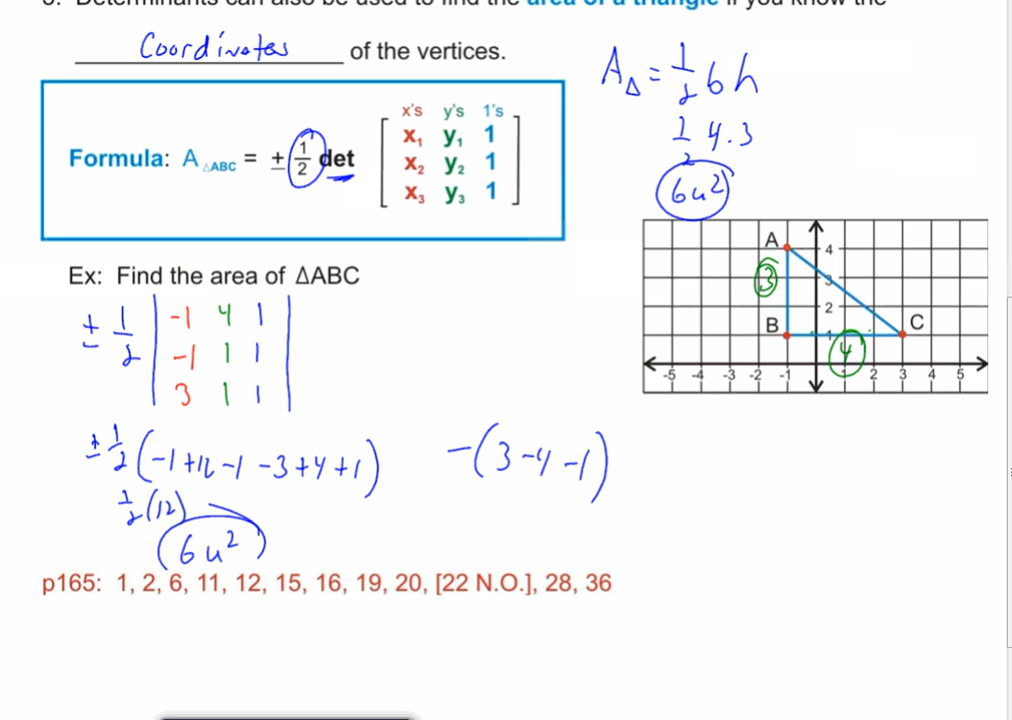 3. Determinants can also be used to find the area of a triangle if you know the
Coordinates of the vertices.
A△ = 1/2 b h
1/2 4·3
6u²
x's y's 1's
Formula: A △ABC = ± 1/2 det [ x₁ y₁ 1
x₂ y₂ 1
x₃ y₃ 1 ]
Ex: Find the area of ΔABC
± 1/2 | -1 4 1 |
| -1 1 1 |
| 3 1 1 |
A 4
3 3
2
B 1 C
4
-5 -4 -3 -2 -1 1 2 3 4 5
± 1/2 (-1+12-1-3+4+1) -(3-4-1)
1/2 (12)
6u²
p165: 1, 2, 6, 11, 12, 15, 16, 19, 20, [22 N.O.], 28, 36